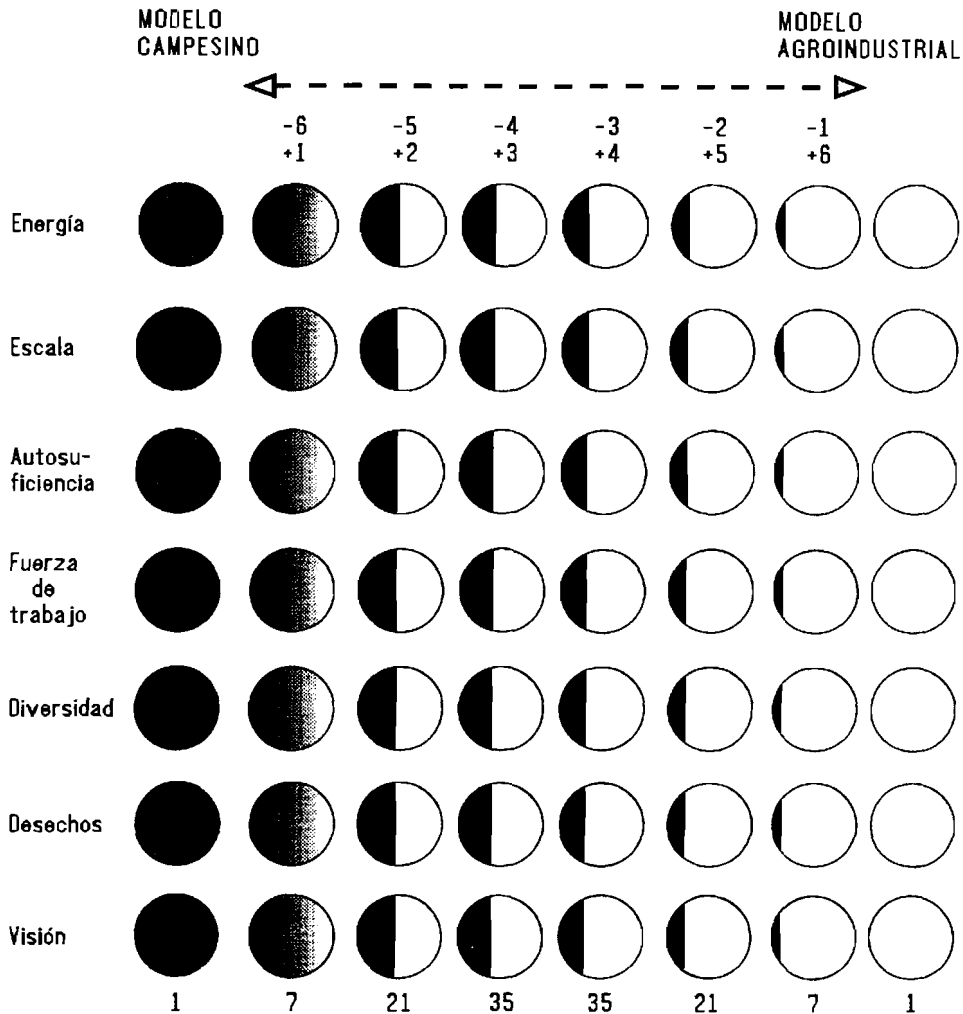 MODELO CAMPESINO
MODELO AGROINDUSTRIAL
-6 -5 -4 -3 -2 -1
+1 +2 +3 +4 +5 +6
Energía
Escala
Autosu-
ficiencia
Fuerza
de
trabajo
Diversidad
Desechos
Visión
1 7 21 35 35 21 7 1